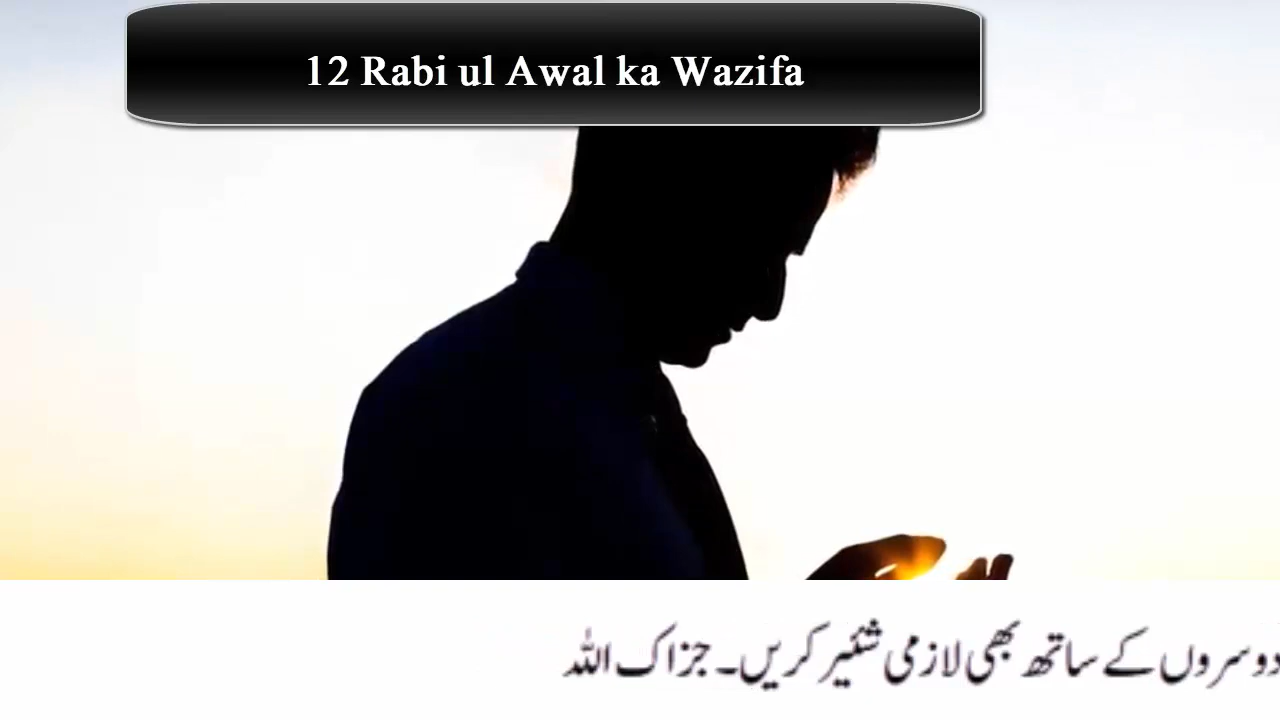 12 Rabi ul Awal ka Wazifa
دوسروں کے ساتھ بھی لازمی شئیر کریں۔ جزاک اللہ